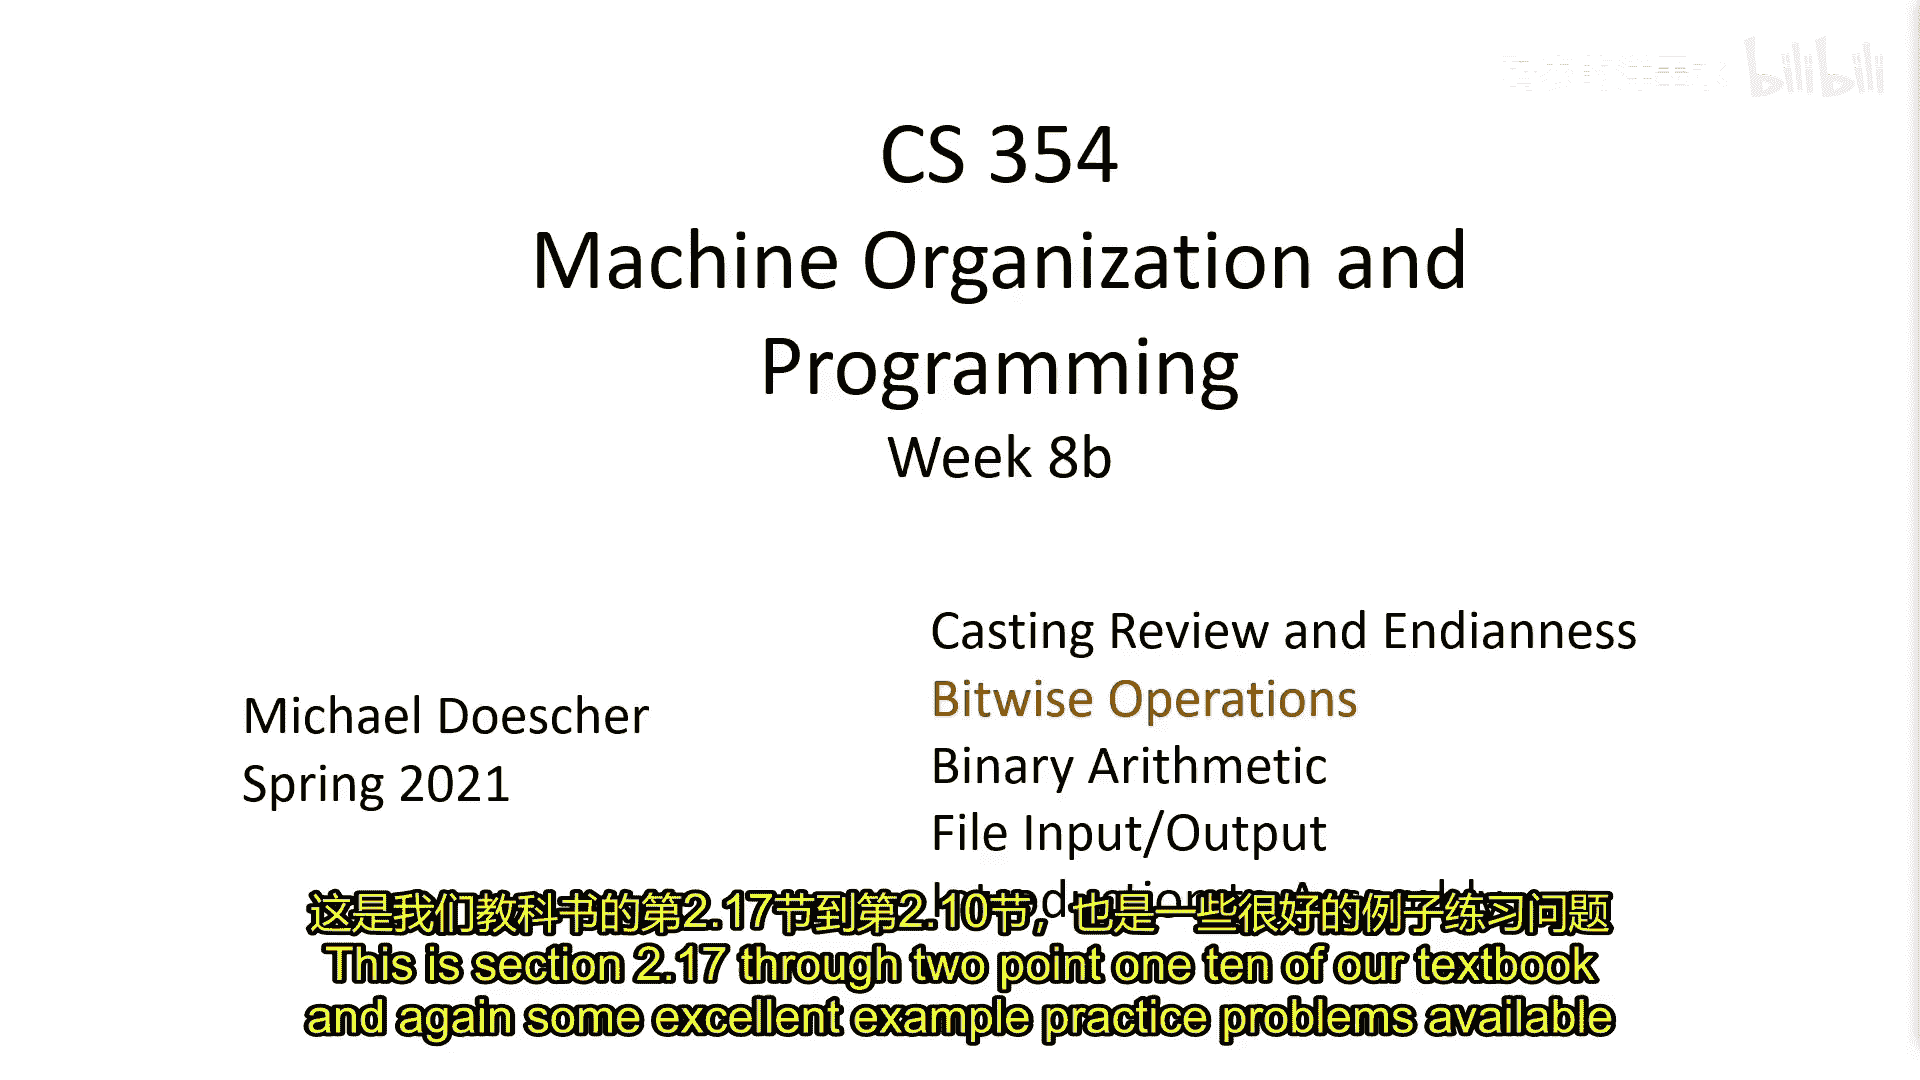 bilibili
CS 354
Machine Organization and
Programming
Week 8b
Michael Doescher
Spring 2021
Casting Review and Endianness
Bitwise Operations
Binary Arithmetic
File Input/Output
这是我们教科书的第2.17节到第2.10节，也是一些很好的例子练习问题
This is section 2.17 through two point one ten of our textbook
and again some excellent example practice problems available